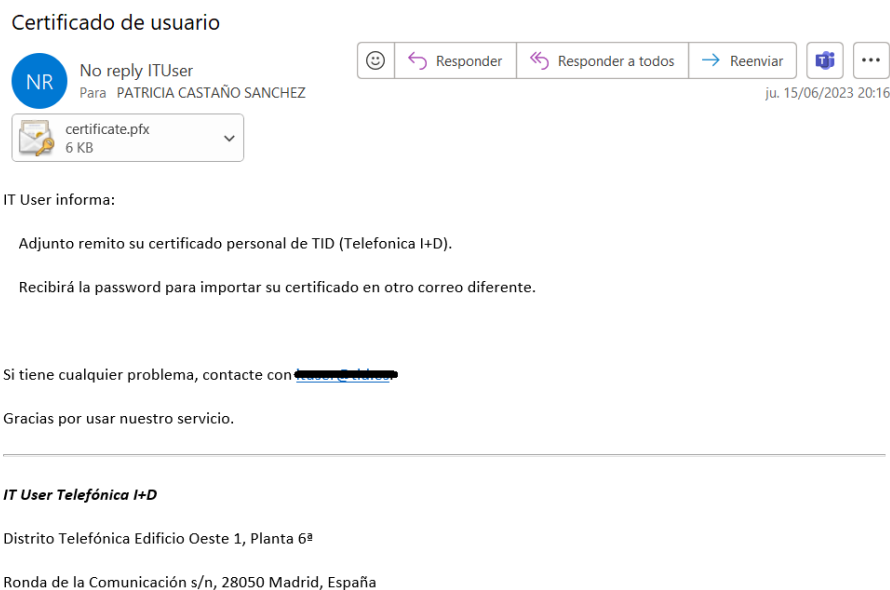 Certificado de usuario
NR
No reply ITUser
Para PATRICIA CASTAÑO SANCHEZ
Responder
Responder a todos
Reenviar
ju. 15/06/2023 20:16
certificate.pfx
6 KB
IT User informa:
Adjunto remito su certificado personal de TID (Telefonica I+D).
Recibirá la password para importar su certificado en otro correo diferente.
Si tiene cualquier problema, contacte con
Gracias por usar nuestro servicio.
IT User Telefónica I+D
Distrito Telefónica Edificio Oeste 1, Planta 6ª
Ronda de la Comunicación s/n, 28050 Madrid, España